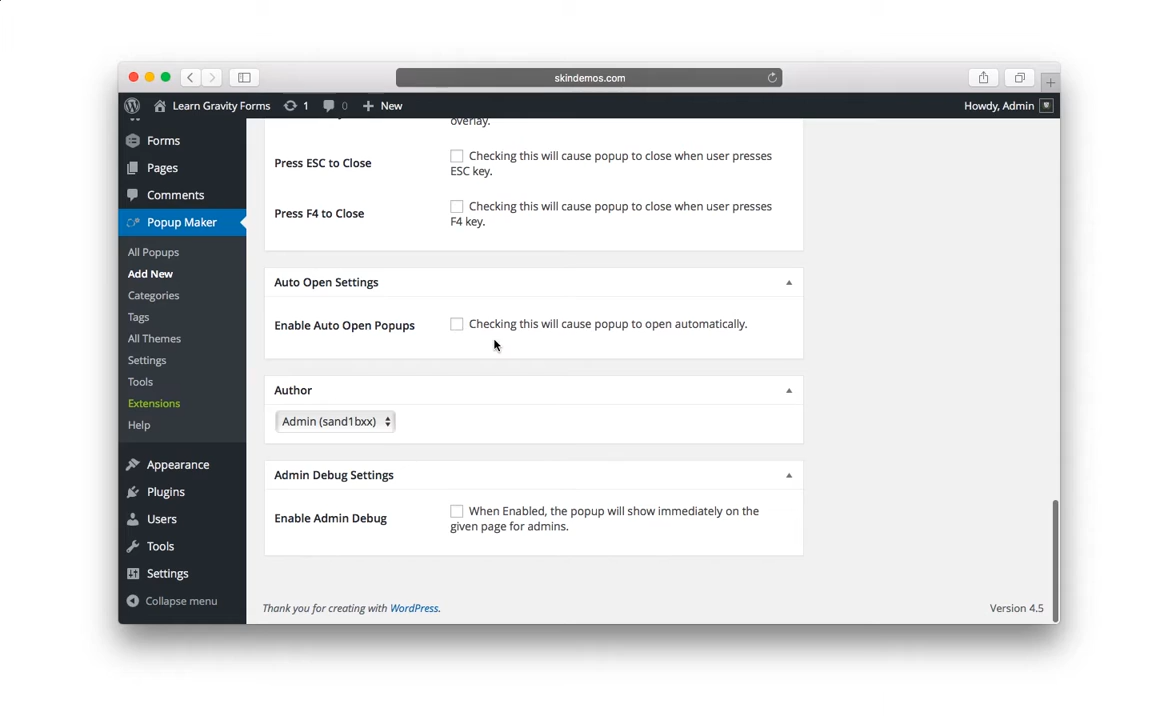 skindemos.com
Learn Gravity Forms 1 0 New Howdy, Admin
Forms
Pages
Comments
Popup Maker
All Popups
Add New
Categories
Tags
All Themes
Settings
Tools
Extensions
Help
Appearance
Plugins
Users
Tools
Settings
Collapse menu
overlay.
Press ESC to Close
Checking this will cause popup to close when user presses
ESC key.
Press F4 to Close
Checking this will cause popup to close when user presses
F4 key.
Auto Open Settings
Enable Auto Open Popups
Checking this will cause popup to open automatically.
Author
Admin (sand1bxx)
Admin Debug Settings
Enable Admin Debug
When Enabled, the popup will show immediately on the
given page for admins.
Thank you for creating with WordPress.
Version 4.5